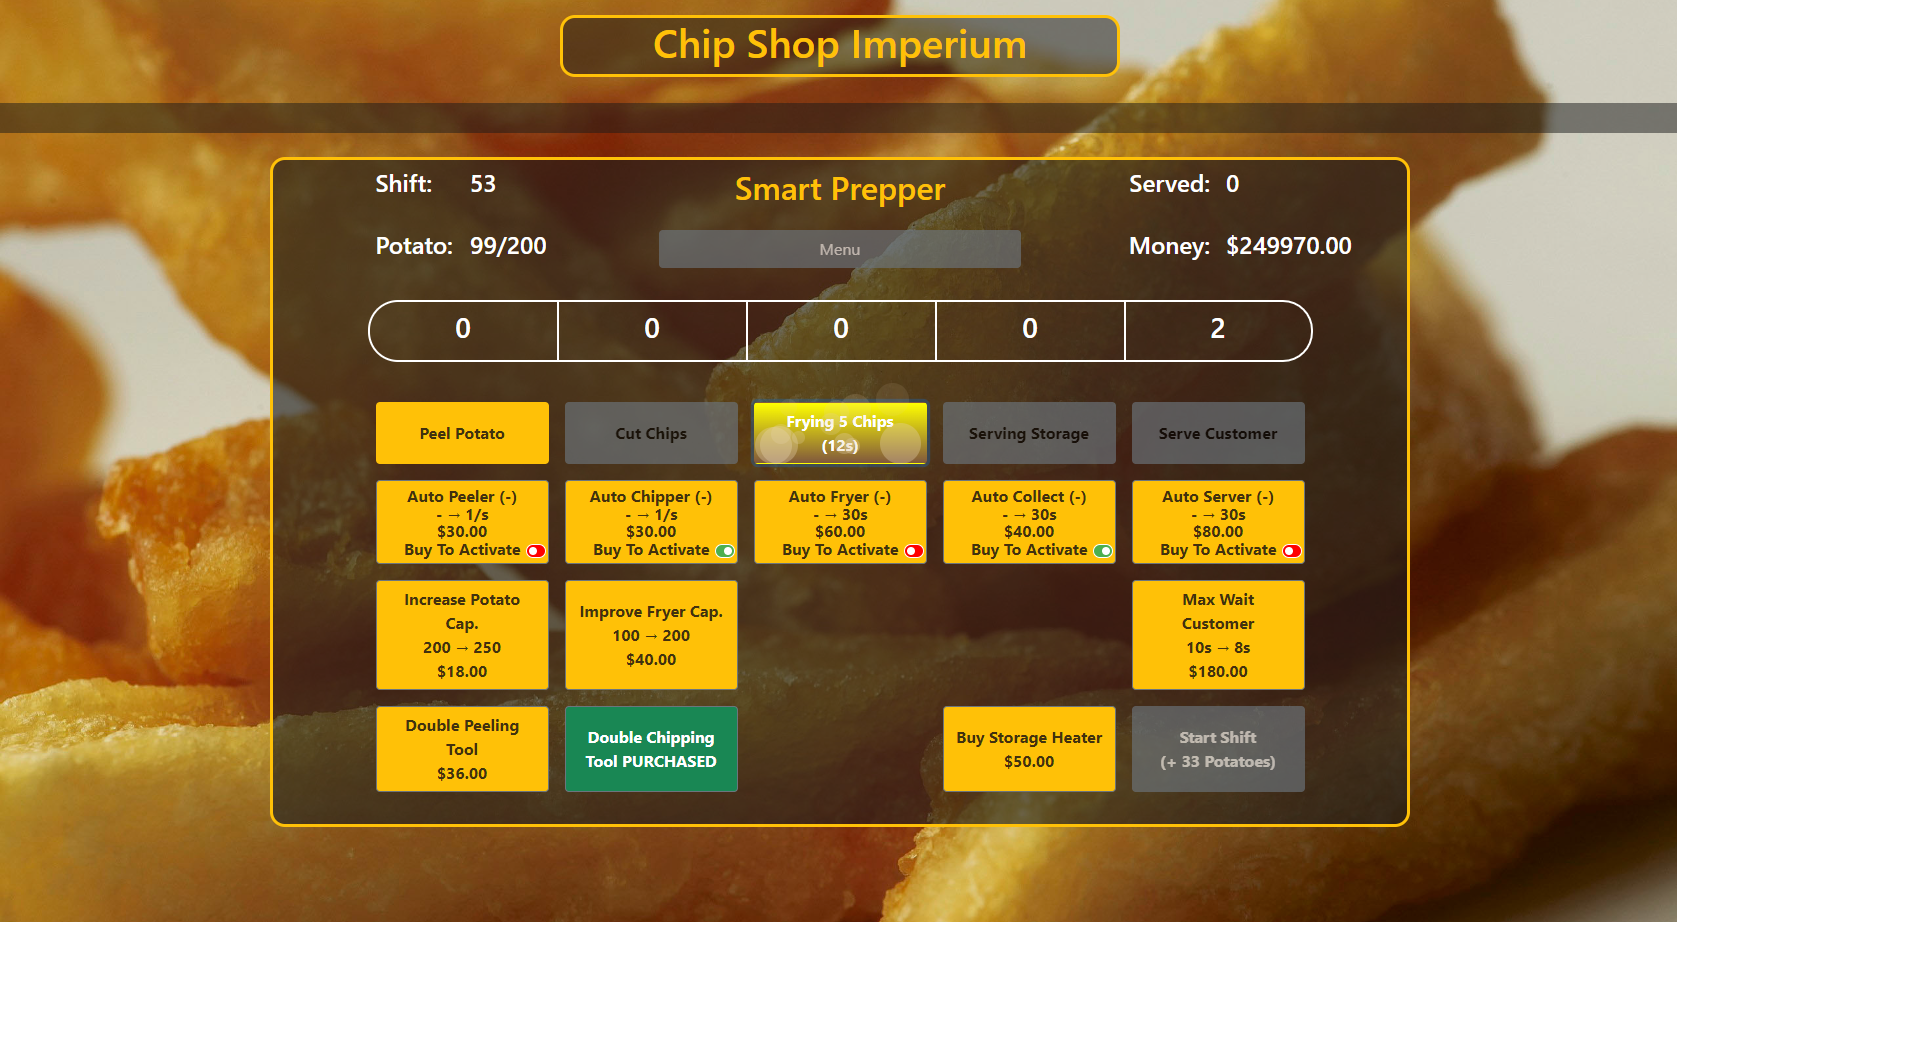 Chip Shop Imperium
Shift: 53
Smart Prepper
Served: 0
Potato: 99/200
Menu
Money: $249970.00
0 0 0 0 2
Peel Potato
Cut Chips
Frying 5 Chips
(12s)
Serving Storage
Serve Customer
Auto Peeler (-)
- → 1/s
$30.00
Buy To Activate
Auto Chipper (-)
- → 1/s
$30.00
Buy To Activate
Auto Fryer (-)
- → 30s
$60.00
Buy To Activate
Auto Collect (-)
- → 30s
$40.00
Buy To Activate
Auto Server (-)
- → 30s
$80.00
Buy To Activate
Increase Potato
Cap.
200 → 250
$18.00
Improve Fryer Cap.
100 → 200
$40.00
Max Wait
Customer
10s → 8s
$180.00
Double Peeling
Tool
$36.00
Double Chipping
Tool PURCHASED
Buy Storage Heater
$50.00
Start Shift
(+ 33 Potatoes)